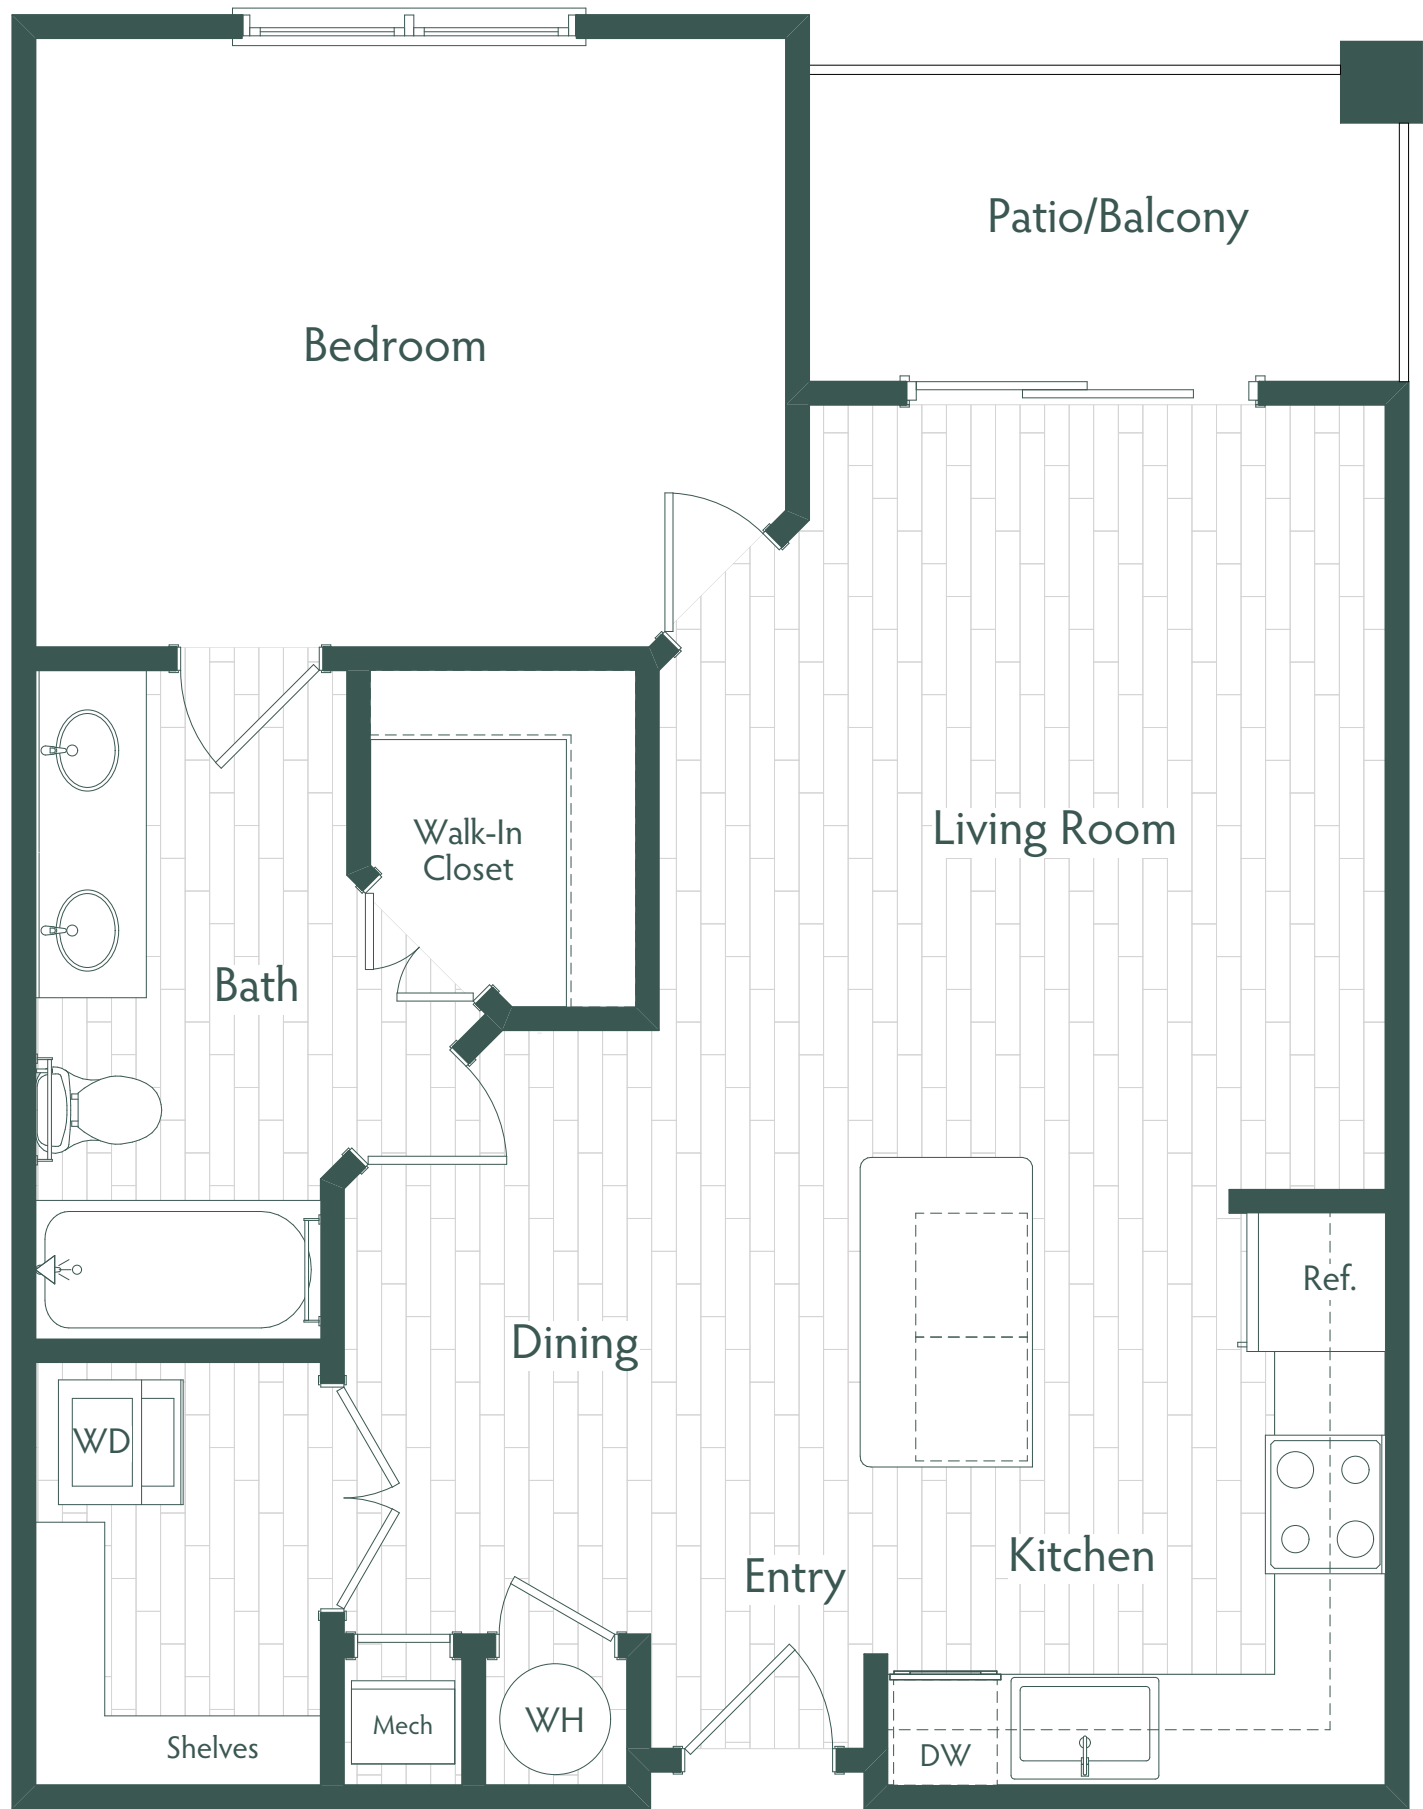 Patio/Balcony
Bedroom
Living Room
Walk-In
Closet
Bath
Ref.
Dining
WD
Kitchen
Entry
Mech
WH
Shelves
DW